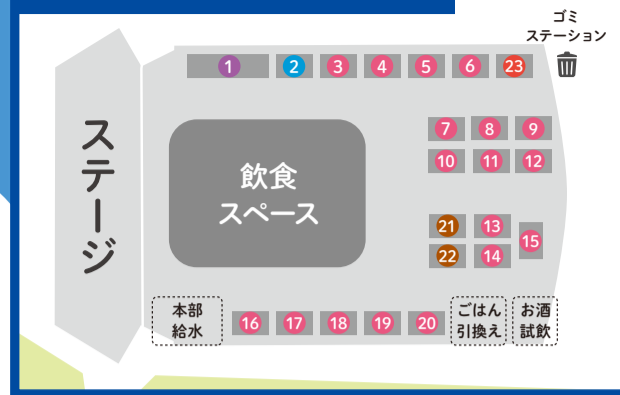 ゴミ
ステーション
1 2 3 4 5 6 23
7 8 9
10 11 12
ステージ
飲食
スペース
21 13
22 14
15
本部
給水
16 17 18 19 20
ごはん
引換え
お酒
試飲